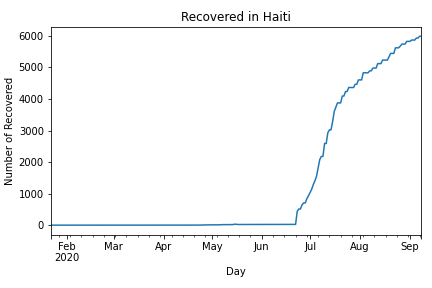 Recovered in Haiti
Number of Recovered
6000
5000
4000
3000
2000
1000
0
Feb Mar Apr May Jun Jul Aug Sep
2020
Day